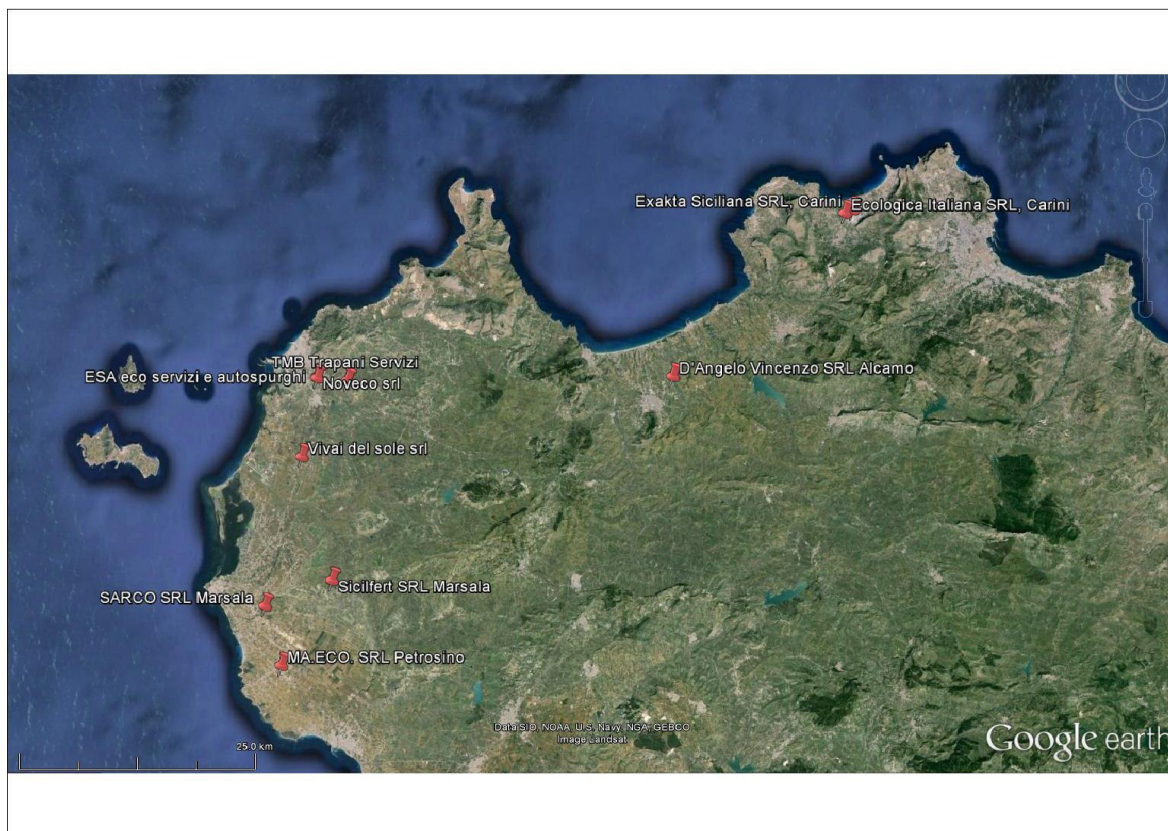 Exakta Siciliana SRL, Carini
Ecologica Italiana SRL, Carini
TMB Trapani Servizi
ESA eco servizi e autospurghi
Noveco srl
D'Angelo Vincenzo SRL Alcamo
Vivai del sole srl
Sicilfert SRL Marsala
SARCO SRL Marsala
MA.ECO. SRL Petrosino
Data SIO, NOAA, U.S. Navy, NGA, GEBCO
Image Landsat
25.0 km
Google earth